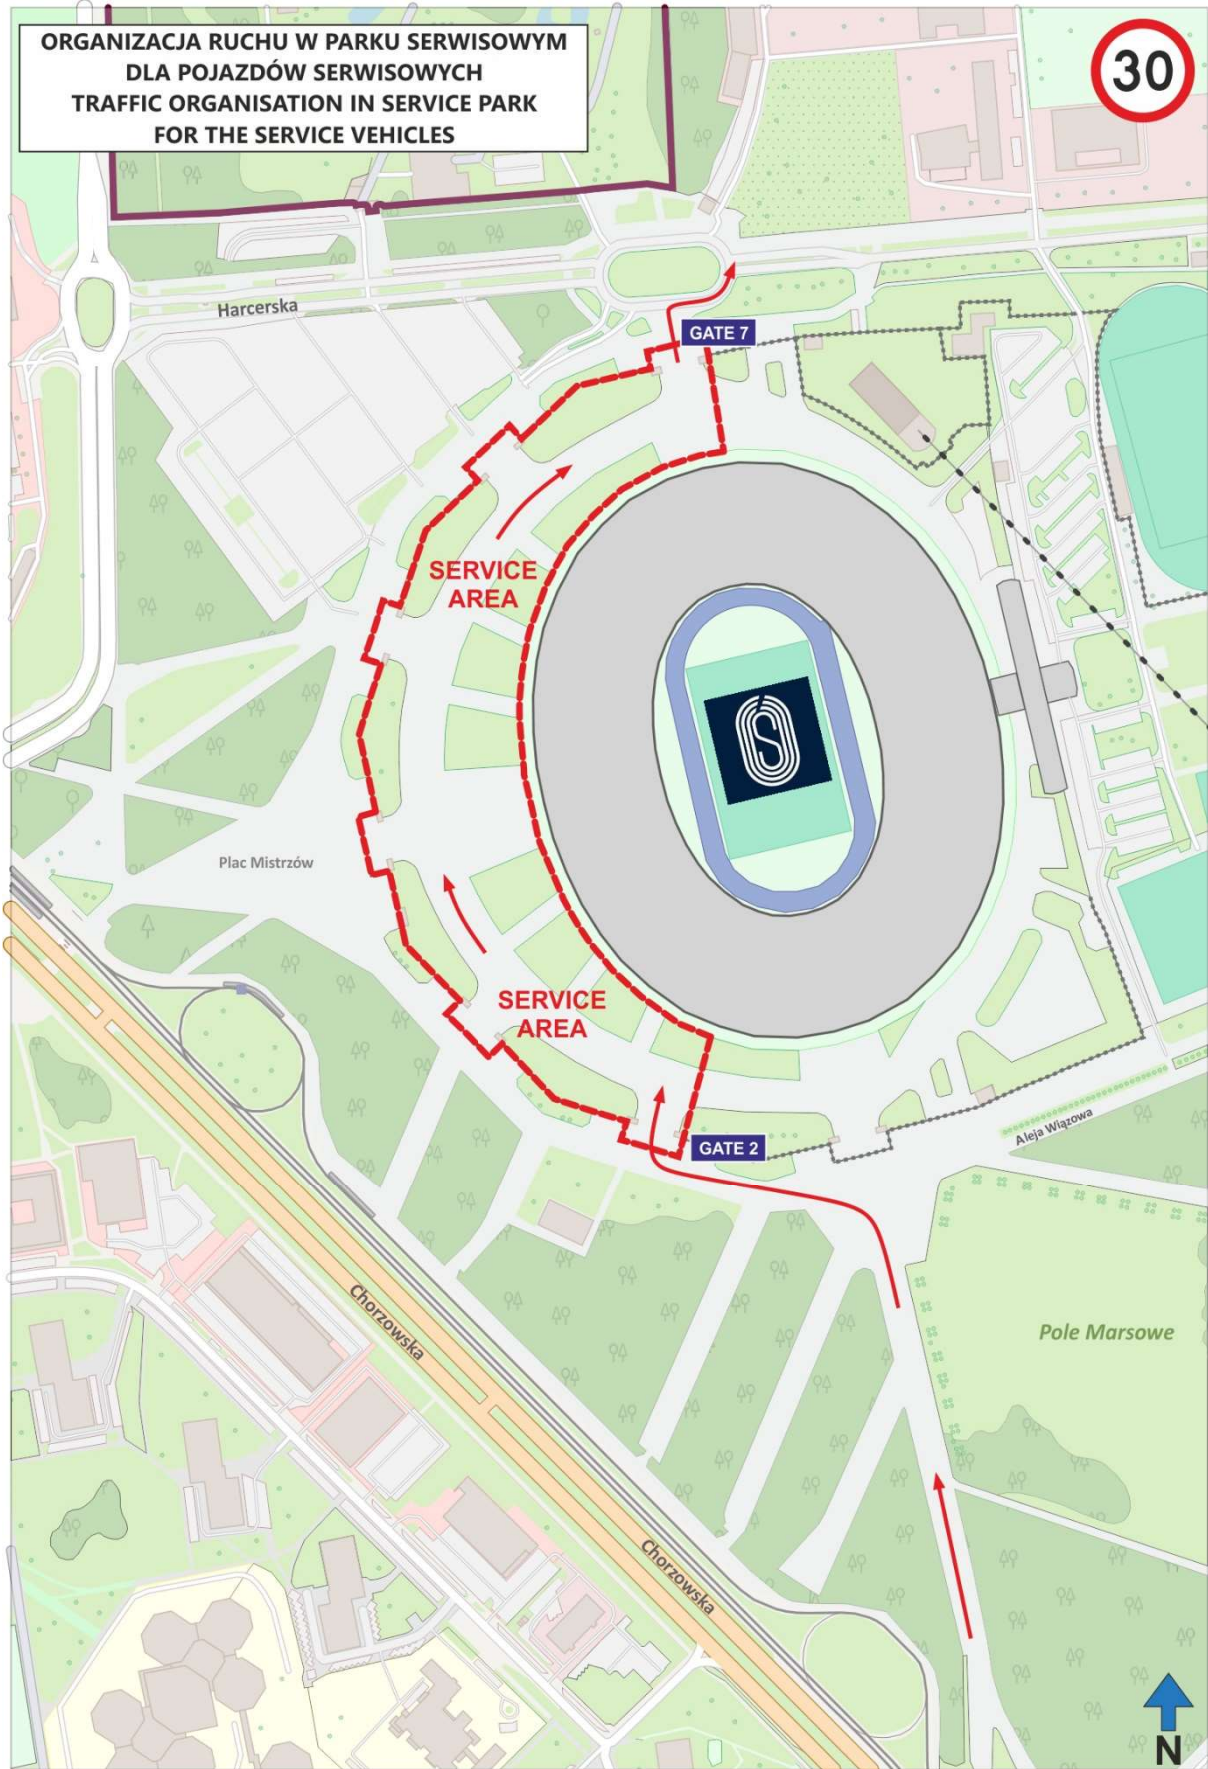 ORGANIZACJA RUCHU W PARKU SERWISOWYM
DLA POJAZDÓW SERWISOWYCH
TRAFFIC ORGANISATION IN SERVICE PARK
FOR THE SERVICE VEHICLES
30
Harcerska
GATE 7
SERVICE
AREA
Plac Mistrzów
SERVICE
AREA
GATE 2
Aleja Wiązowa
Chorzowska
Pole Marsowe
Chorzowska
N